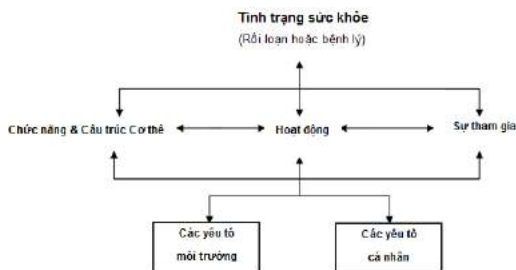 Tình trạng sức khỏe
(Rối loạn hoặc bệnh lý)
Chức năng & Cấu trúc Cơ thể
Hoạt động
Sự tham gia
Các yếu tố
môi trường
Các yếu tố
cá nhân